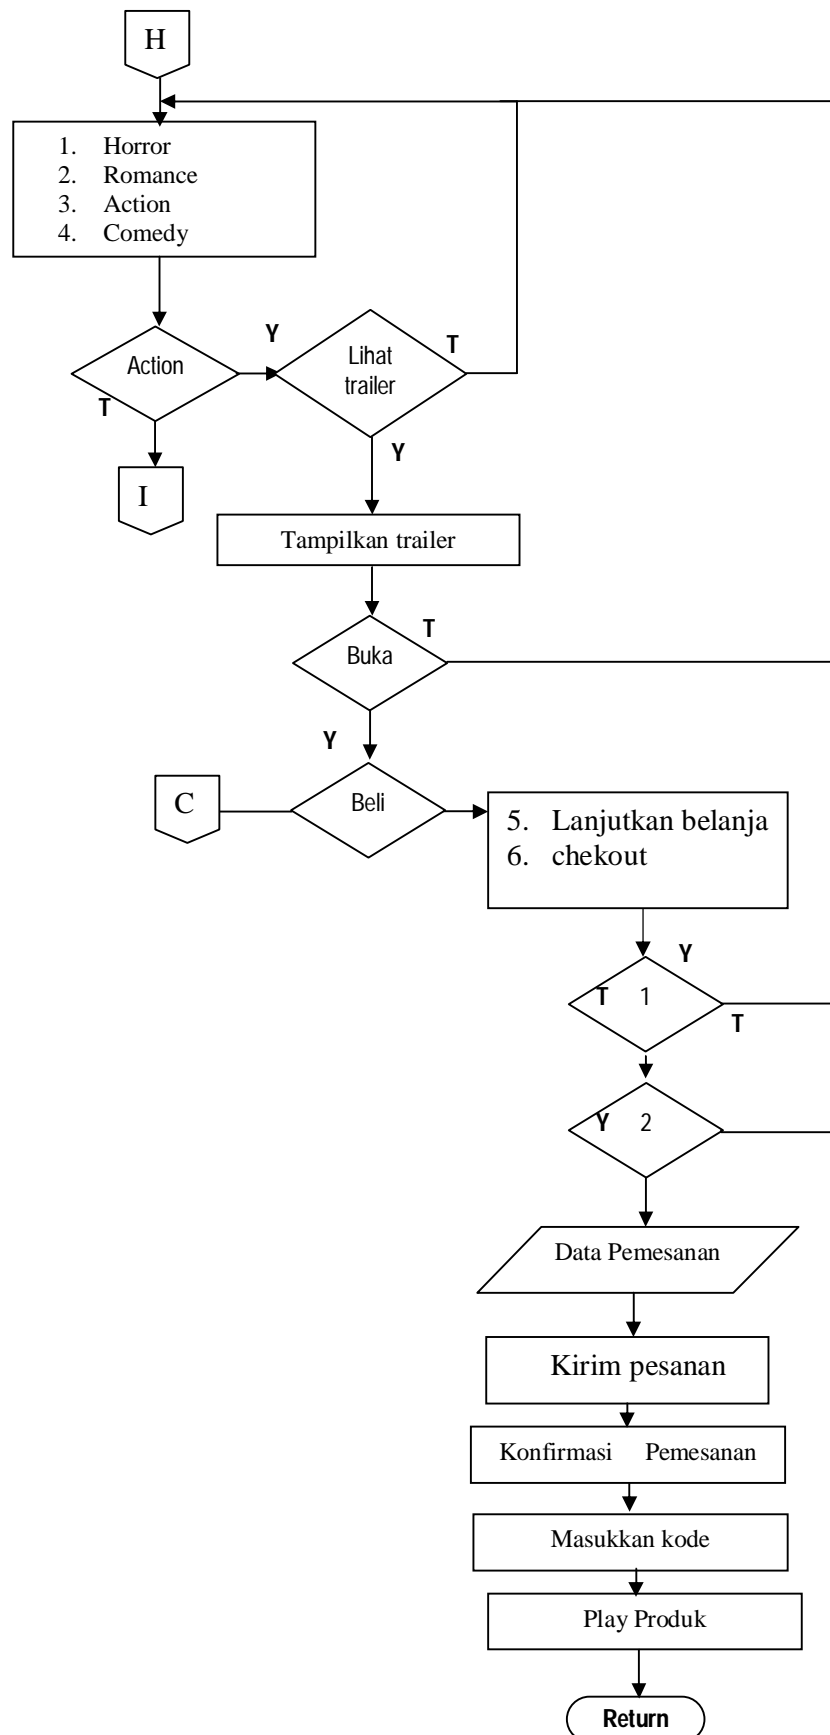 H
1. Horror
2. Romance
3. Action
4. Comedy
Y
Action
T
Lihat
trailer
T
Y
I
Tampilkan trailer
T
Buka
Y
C
Beli
5. Lanjutkan belanja
6. chekout
Y
T 1
T
Y 2
Data Pemesanan
Kirim pesanan
Konfirmasi Pemesanan
Masukkan kode
Play Produk
Return